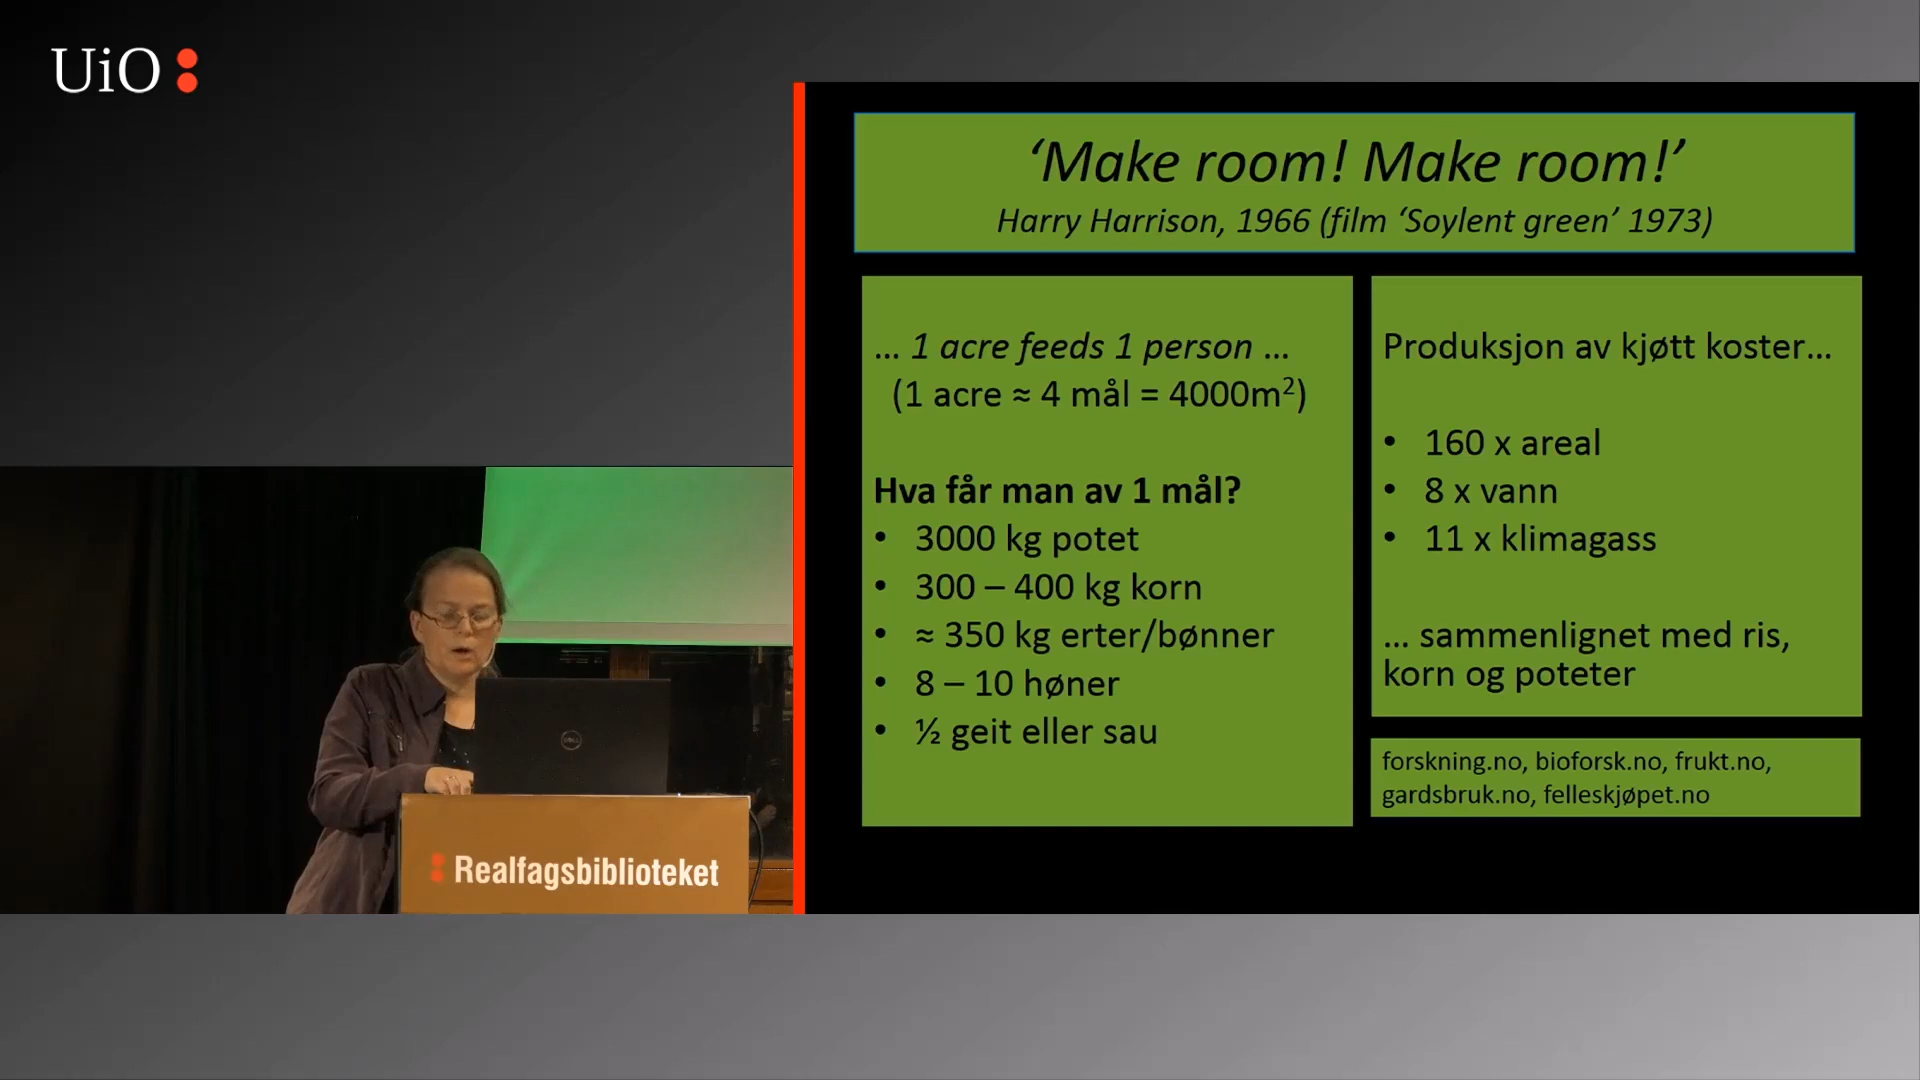 UiO
‘Make room! Make room!’
Harry Harrison, 1966 (film ‘Soylent green’ 1973)
... 1 acre feeds 1 person ...
(1 acre ≈ 4 mål = 4000m²)
Hva får man av 1 mål?
• 3000 kg potet
• 300 – 400 kg korn
• ≈ 350 kg erter/bønner
• 8 – 10 høner
• ½ geit eller sau
Produksjon av kjøtt koster...
• 160 x areal
• 8 x vann
• 11 x klimagass
... sammenlignet med ris,
korn og poteter
forskning.no, bioforsk.no, frukt.no,
gardsbruk.no, felleskjøpet.no
DELL
Realfagsbiblioteket